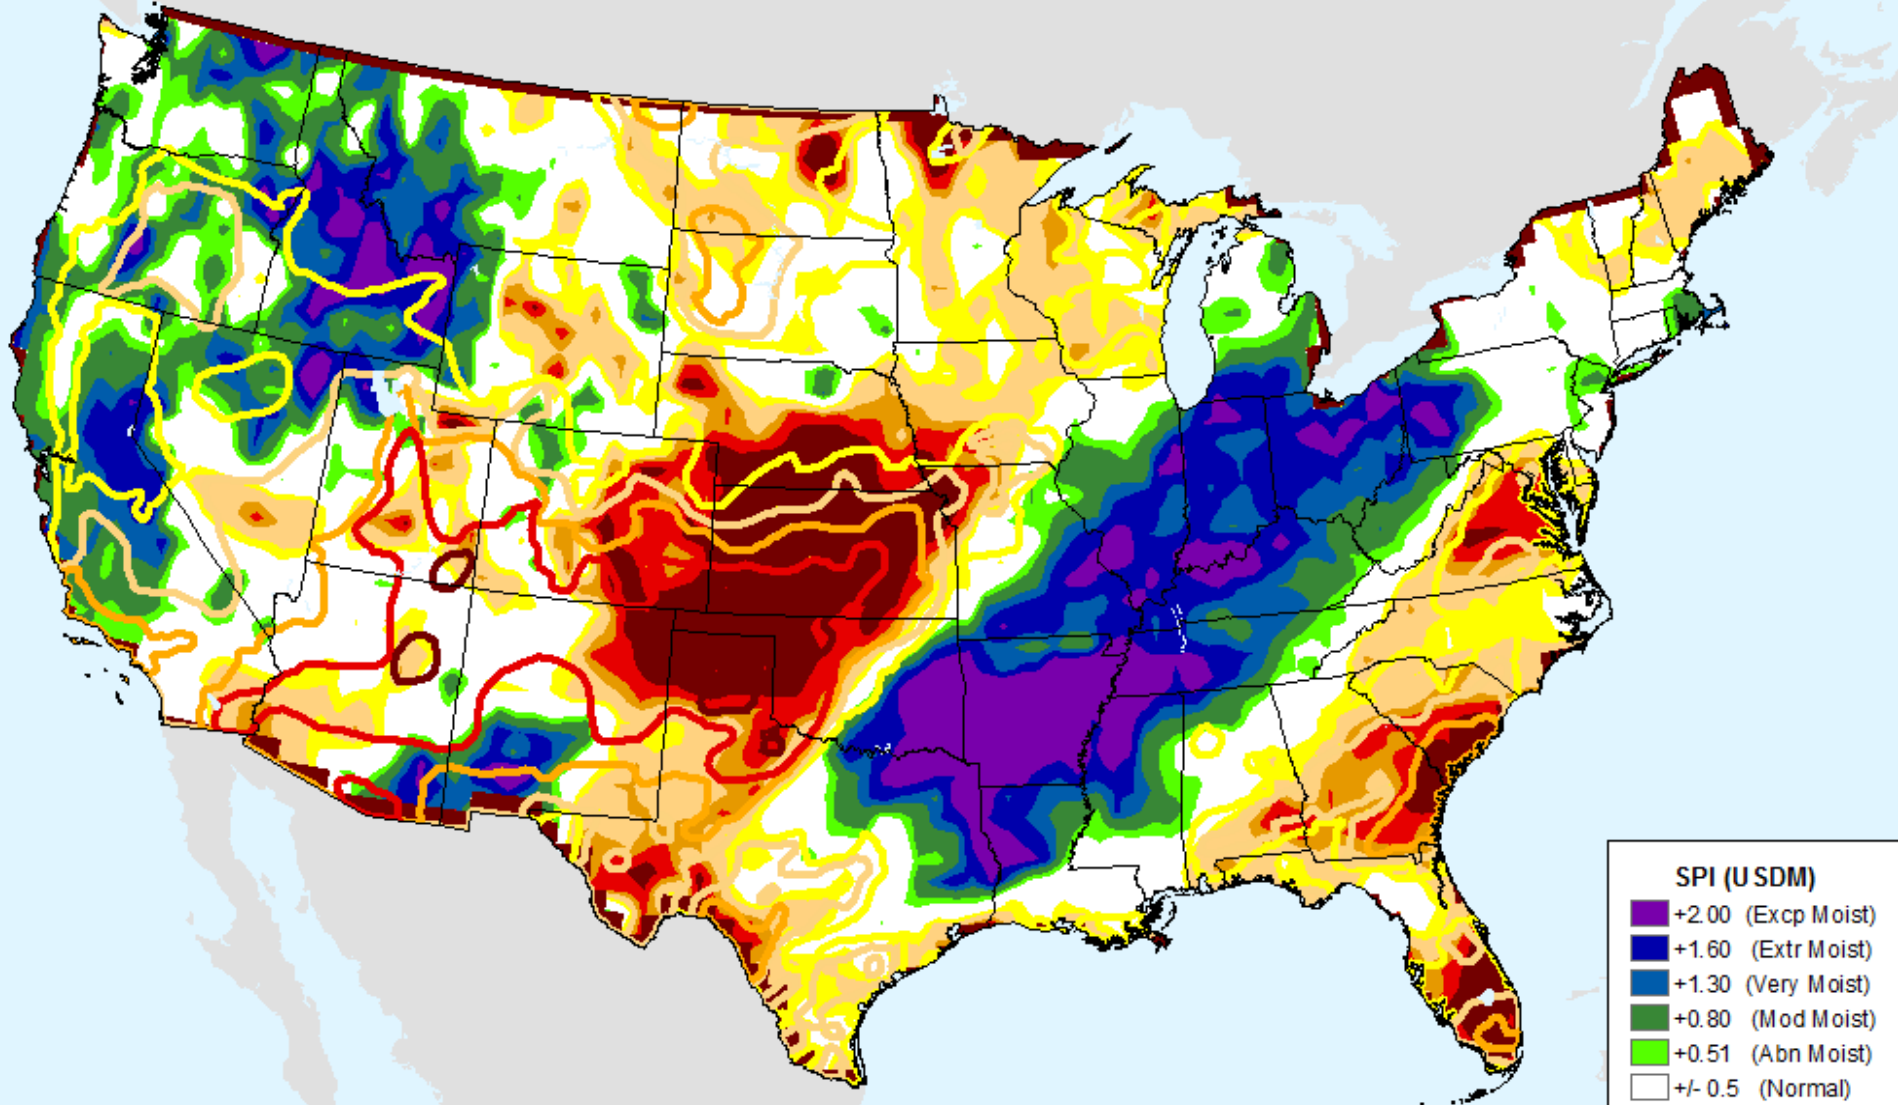 SPI (USDM)
+2.00 (Excp Moist)
+1.60 (Extr Moist)
+1.30 (Very Moist)
+0.80 (Mod Moist)
+0.51 (Abn Moist)
+/- 0.5 (Normal)